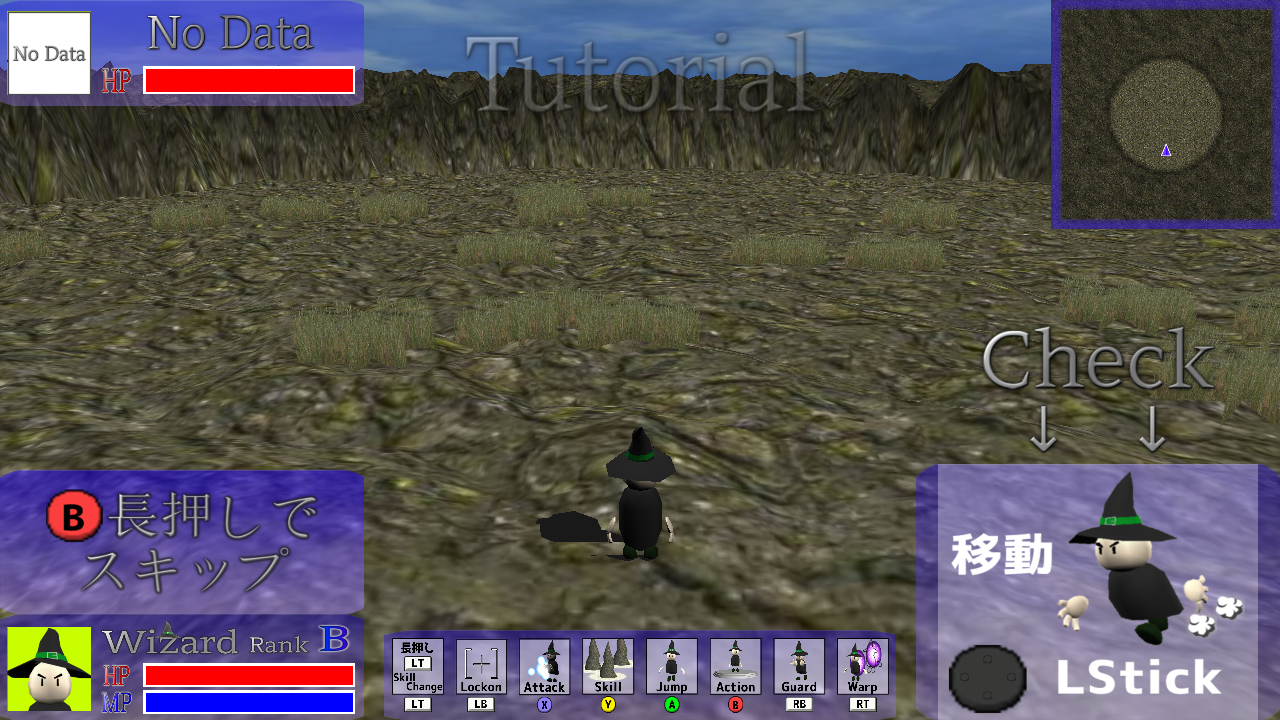 No Data
No Data
HP
Tutorial
Check
↓ ↓
B長押しで
スキップ
移動
LStick
Wizard Rank B
HP
MP
長押し
LT
Skill
Change
LT
Lockon
LB
Attack
X
Skill
Y
Jump
A
Action
B
Guard
RB
Warp
RT